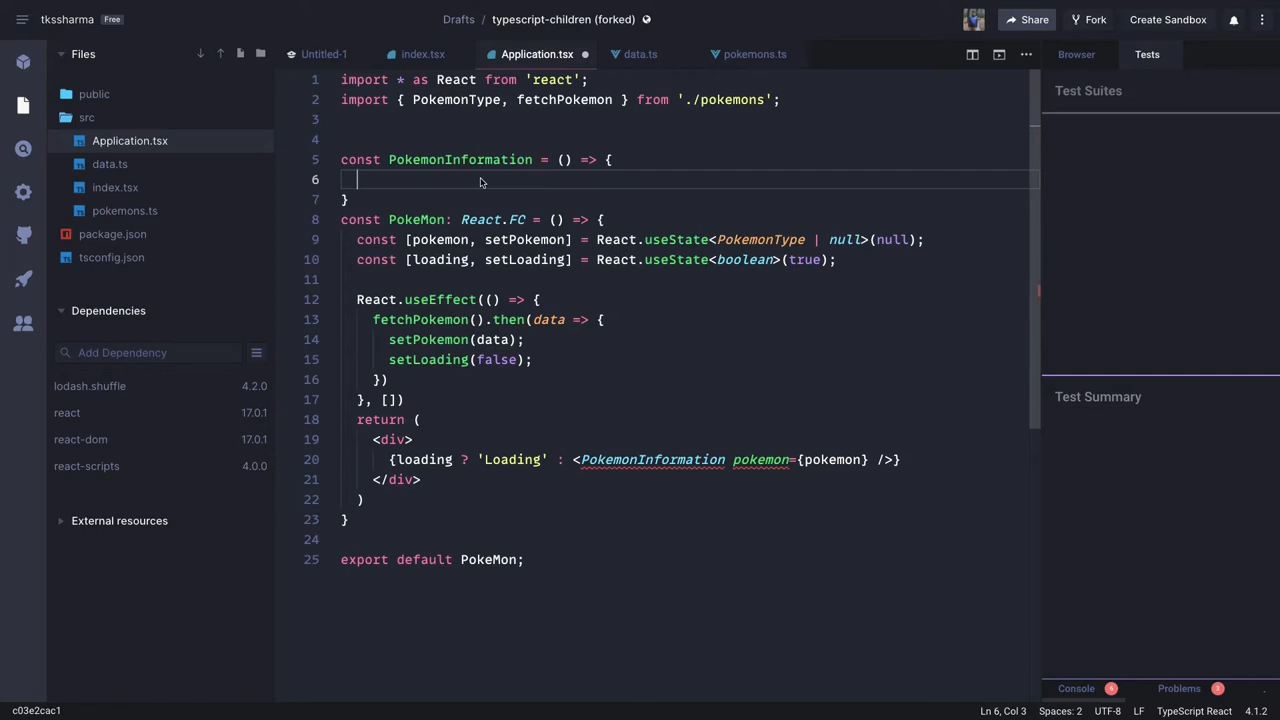 tkssharma Free
Drafts / typescript-children (forked)
Share
Fork
Create Sandbox
Files
Untitled-1
index.tsx
Application.tsx
data.ts
pokemons.ts
Browser
Tests
public
src
Application.tsx
data.ts
index.tsx
pokemons.ts
package.json
tsconfig.json
Dependencies
Add Dependency
lodash.shuffle 4.2.0
react 17.0.1
react-dom 17.0.1
react-scripts 4.0.0
External resources
1 import * as React from 'react';
2 import { PokemonType, fetchPokemon } from './pokemons';
3
4
5 const PokemonInformation = () => {
6
7 }
8 const PokeMon: React.FC = () => {
9 const [pokemon, setPokemon] = React.useState<PokemonType | null>(null);
10 const [loading, setLoading] = React.useState<boolean>(true);
11
12 React.useEffect(() => {
13 fetchPokemon().then(data => {
14 setPokemon(data);
15 setLoading(false);
16 })
17 }, [])
18 return (
19 <div>
20 {loading ? 'Loading' : <PokemonInformation pokemon={pokemon} />}
21 </div>
22 )
23 }
24
25 export default PokeMon;
Test Suites
Test Summary
Console 6
Problems 3
c03e2cac1
Ln 6, Col 3
Spaces: 2
UTF-8
LF
TypeScript React
4.1.2